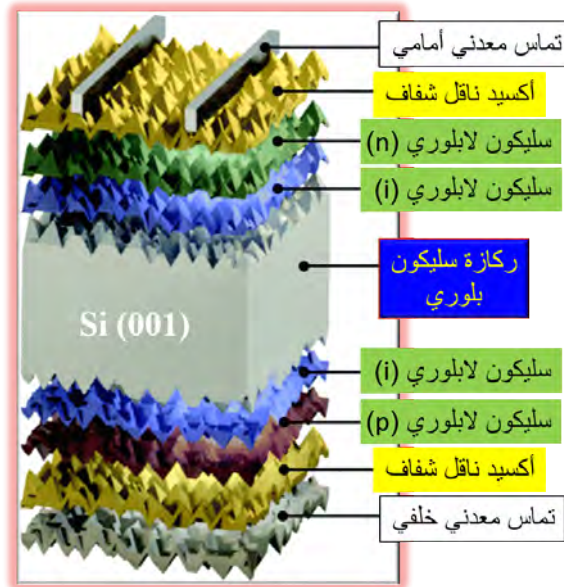 تماس معدني أمامي
أكسيد ناقل شفاف
سليكون لابلوري (n)
سليكون لابلوري (i)
ركازة سليكون
بلوري
Si (001)
سليكون لابلوري (i)
سليكون لابلوري (p)
أكسيد ناقل شفاف
تماس معدني خلفي